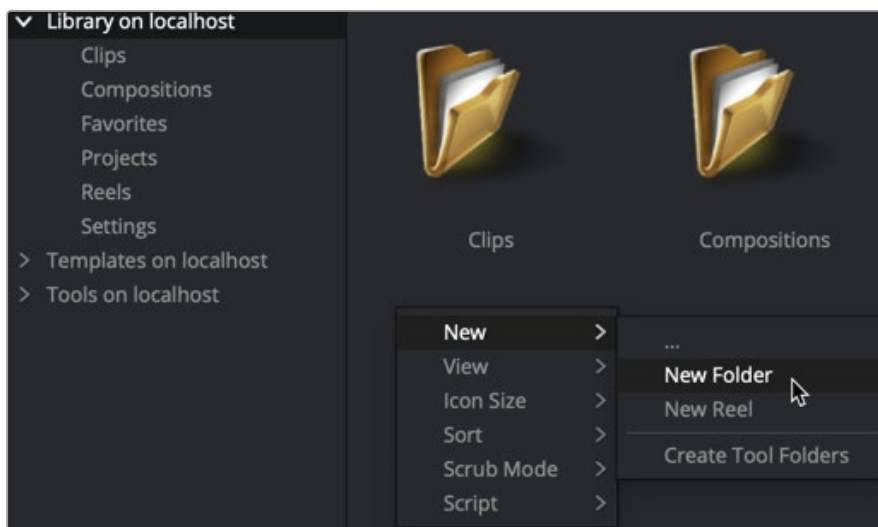 Library on localhost
Clips
Compositions
Favorites
Projects
Reels
Settings
Templates on localhost
Tools on localhost
Clips
Compositions
New
View
Icon Size
Sort
Scrub Mode
Script
...
New Folder
New Reel
Create Tool Folders